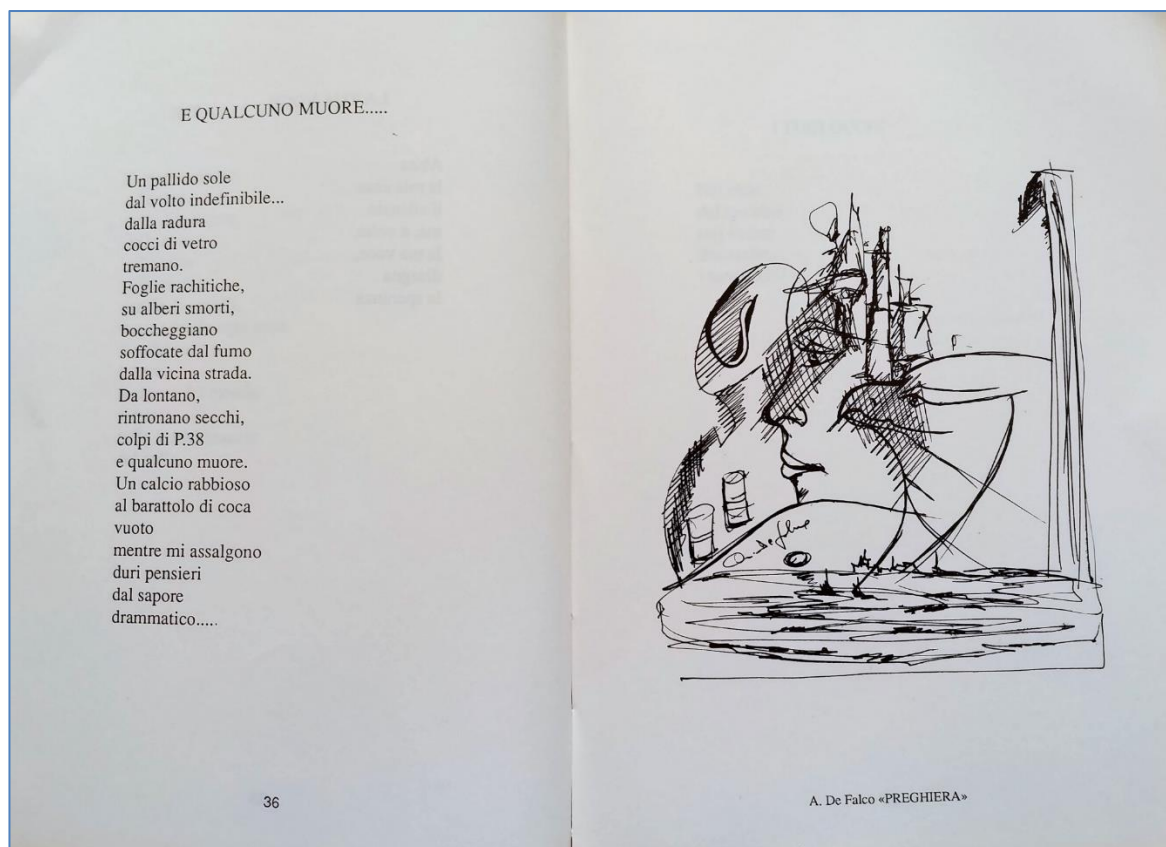 E QUALCUNO MUORE.....
Un pallido sole
dal volto indefinibile...
dalla radura
cocci di vetro
tremano.
Foglie rachitiche,
su alberi smorti,
boccheggiano
soffocate dal fumo
dalla vicina strada.
Da lontano,
rintronano secchi,
colpi di P.38
e qualcuno muore.
Un calcio rabbioso
al barattolo di coca
vuoto
mentre mi assalgono
duri pensieri
dal sapore
drammatico.....
36
A. De Falco «PREGHIERA»